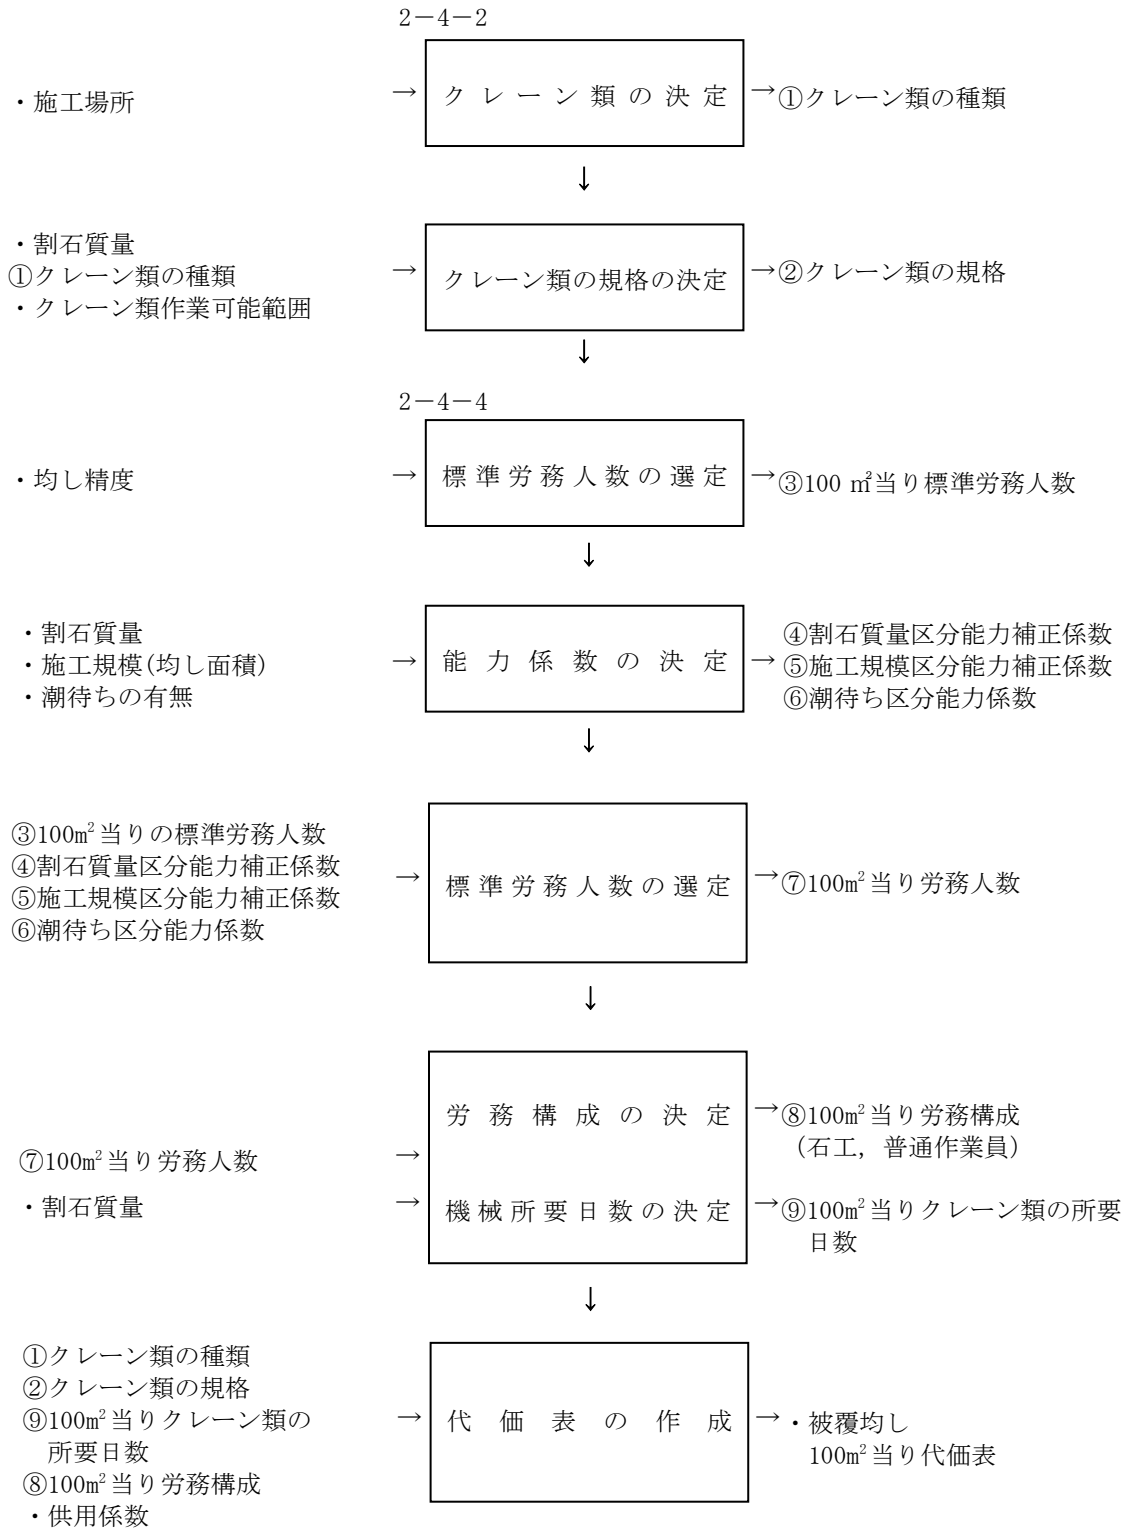 2－4－2
・施工場所
→
クレーン類の決定
→①クレーン類の種類
↓
・割石質量
①クレーン類の種類
・クレーン類作業可能範囲
→
クレーン類の規格の決定
→②クレーン類の規格
↓
2－4－4
・均し精度
→
標準労務人数の選定
→③100 ㎡当り標準労務人数
↓
・割石質量
・施工規模(均し面積)
・潮待ちの有無
→
能力係数の決定
→
④割石質量区分能力補正係数
⑤施工規模区分能力補正係数
⑥潮待ち区分能力係数
↓
③100m²当りの標準労務人数
④割石質量区分能力補正係数
⑤施工規模区分能力補正係数
⑥潮待ち区分能力係数
→
標準労務人数の選定
→⑦100m²当り労務人数
↓
⑦100m²当り労務人数
→
・割石質量
→
労務構成の決定
→⑧100m²当り労務構成
（石工，普通作業員）
機械所要日数の決定
→⑨100m²当りクレーン類の所要
日数
↓
①クレーン類の種類
②クレーン類の規格
⑨100m²当りクレーン類の
所要日数
⑧100m²当り労務構成
・供用係数
→
代価表の作成
→・被覆均し
100m²当り代価表